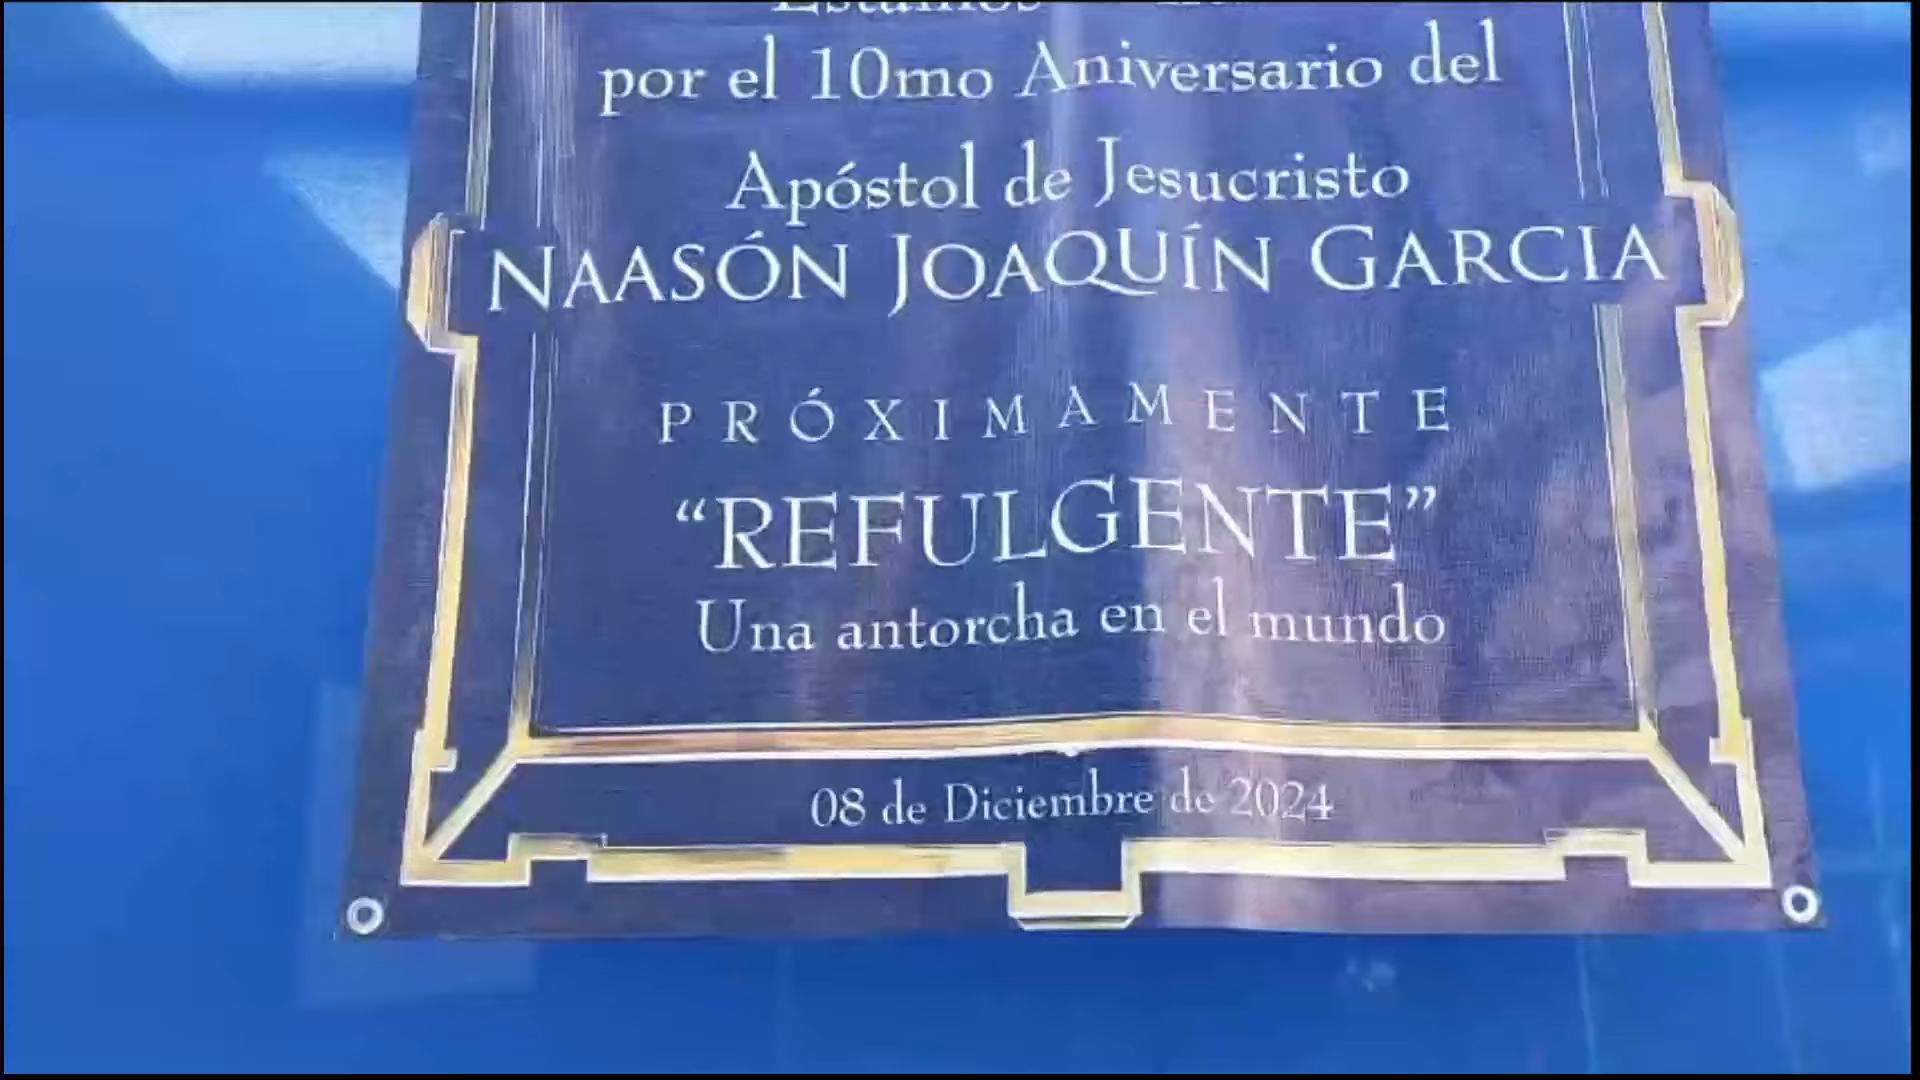 Estamos
por el 10mo Aniversario del
Apóstol de Jesucristo
NAASÓN JOAQUÍN GARCIA
PRÓXIMAMENTE
“REFULGENTE”
Una antorcha en el mundo
08 de Diciembre de 2024